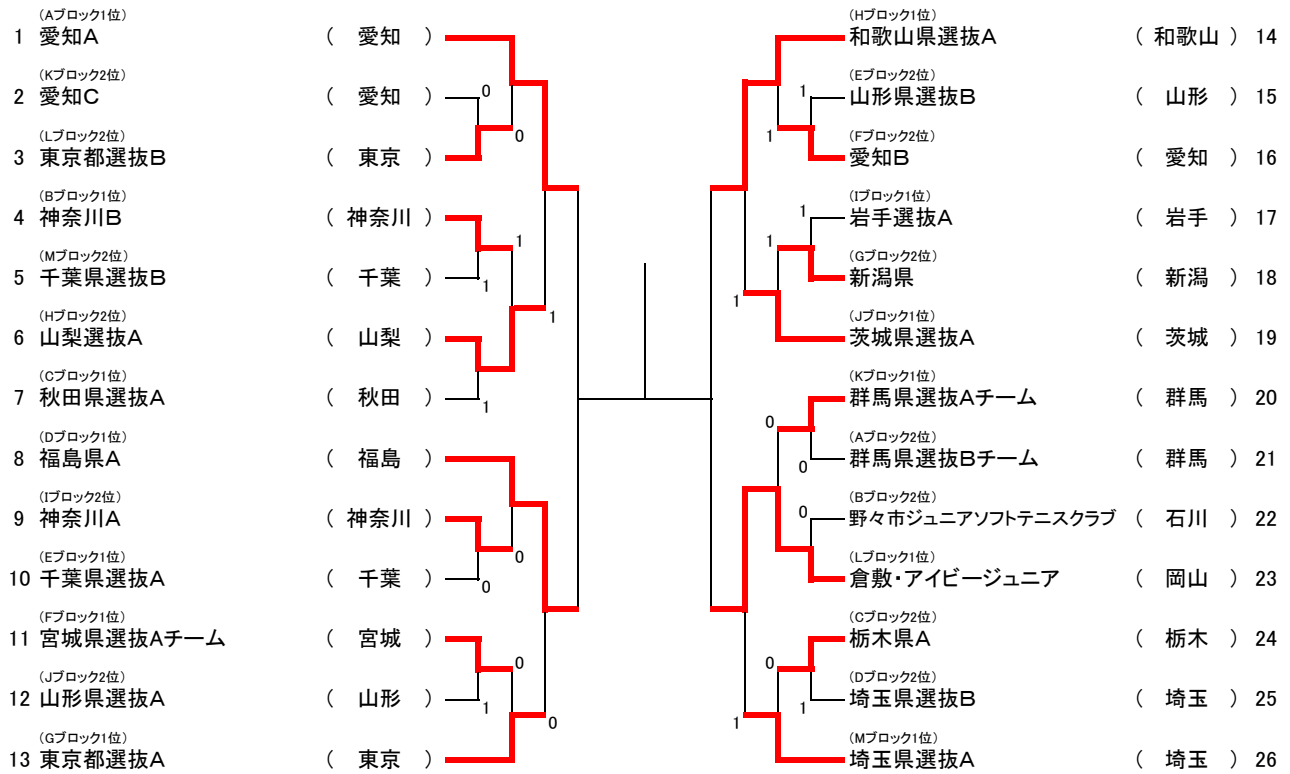 (Aブロック1位)
1 愛知A ( 愛知 )
(Kブロック2位)
2 愛知C ( 愛知 ) 0
(Lブロック2位) 0
3 東京都選抜B ( 東京 )
(Bブロック1位)
4 神奈川B ( 神奈川 )
1
(Mブロック2位)
5 千葉県選抜B ( 千葉 ) 1
(Hブロック2位) 1
6 山梨選抜A ( 山梨 )
(Cブロック1位)
7 秋田県選抜A ( 秋田 ) 1
(Dブロック1位)
8 福島県A ( 福島 )
(Iブロック2位)
9 神奈川A ( 神奈川 )
(Eブロック1位) 0
10 千葉県選抜A ( 千葉 ) 0
(Fブロック1位)
11 宮城県選抜Aチーム ( 宮城 )
0
(Jブロック2位)
12 山形県選抜A ( 山形 ) 1
0
(Gブロック1位)
13 東京都選抜A ( 東京 )
(Hブロック1位)
和歌山県選抜A ( 和歌山 ) 14
(Eブロック2位)
1 山形県選抜B ( 山形 ) 15
1 (Fブロック2位)
愛知B ( 愛知 ) 16
(Iブロック1位)
1 岩手選抜A ( 岩手 ) 17
1
(Gブロック2位)
新潟県 ( 新潟 ) 18
1
(Jブロック1位)
茨城県選抜A ( 茨城 ) 19
(Kブロック1位)
群馬県選抜Aチーム ( 群馬 ) 20
0
(Aブロック2位)
0 群馬県選抜Bチーム ( 群馬 ) 21
(Bブロック2位)
0 野々市ジュニアソフトテニスクラブ ( 石川 ) 22
(Lブロック1位)
倉敷・アイビージュニア ( 岡山 ) 23
(Cブロック2位)
栃木県A ( 栃木 ) 24
0
(Dブロック2位)
1 埼玉県選抜B ( 埼玉 ) 25
1
(Mブロック1位)
埼玉県選抜A ( 埼玉 ) 26